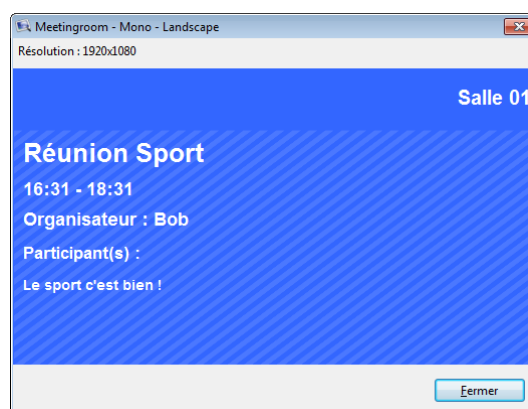 Meetingroom - Mono - Landscape
Résolution : 1920x1080
Salle 01
Réunion Sport
16:31 - 18:31
Organisateur : Bob
Participant(s) :
Le sport c'est bien !
Fermer